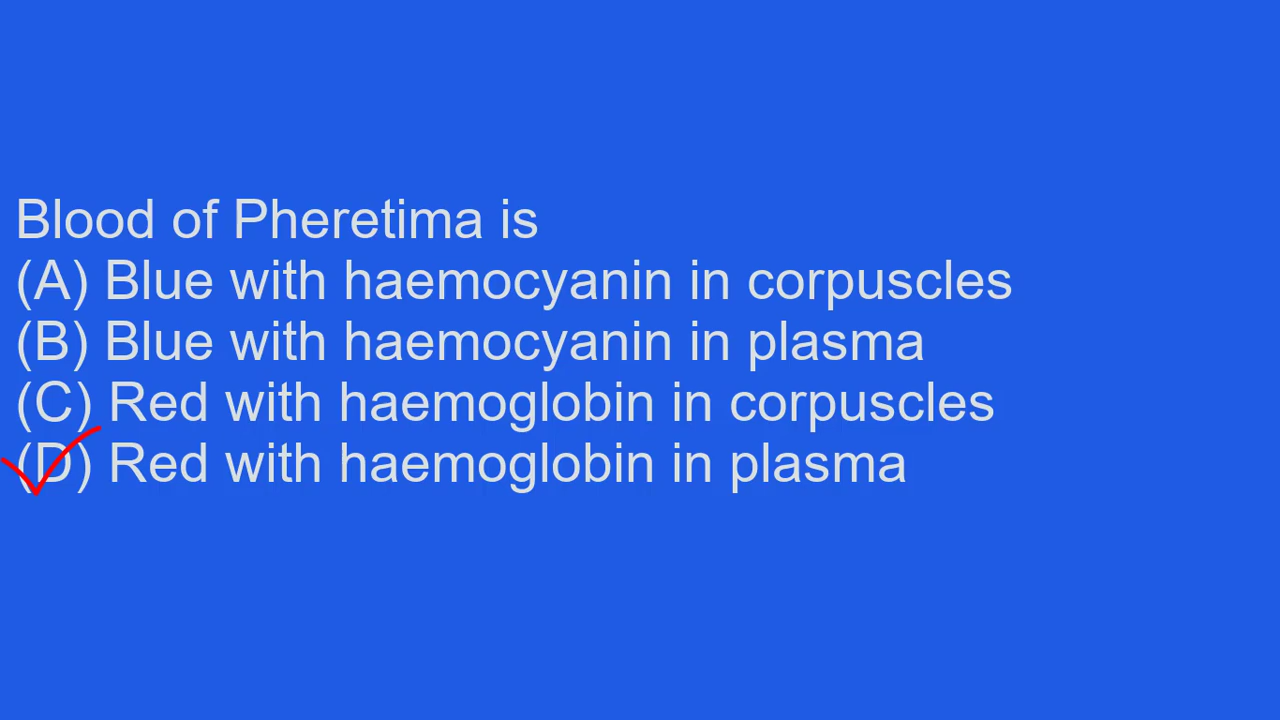 Blood of Pheretima is
(A) Blue with haemocyanin in corpuscles
(B) Blue with haemocyanin in plasma
(C) Red with haemoglobin in corpuscles
(D) Red with haemoglobin in plasma